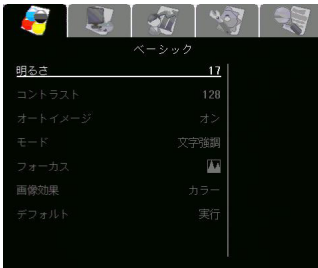 ベーシック
明るさ 17
コントラスト 128
オートイメージ オン
モード 文字強調
フォーカス
画像効果 カラー
デフォルト 実行